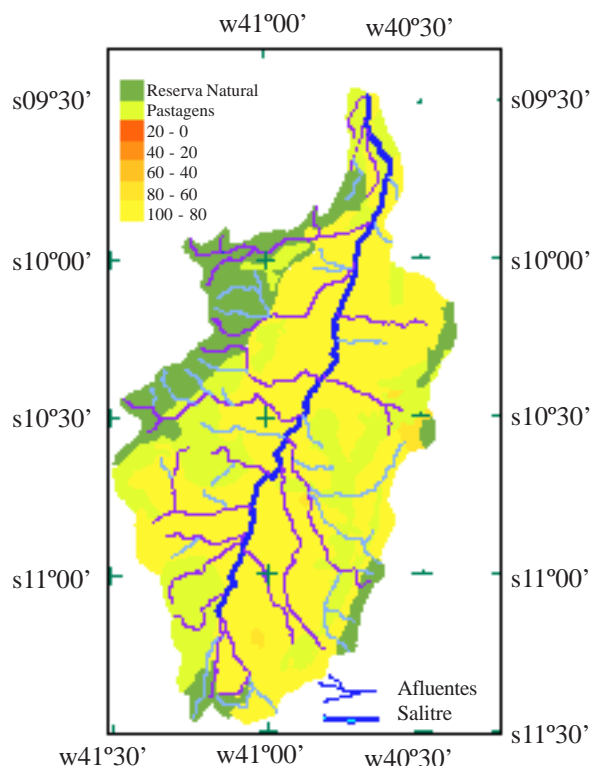 w41º00’ w40º30’
s09º30’ s09º30’
Reserva Natural
Pastagens
20 - 0
40 - 20
60 - 40
80 - 60
100 - 80
s10º00’ s10º00’
s10º30’ s10º30’
s11º00’ s11º00’
Afluentes
Salitre
s11º30’
w41º30’ w41º00’ w40º30’